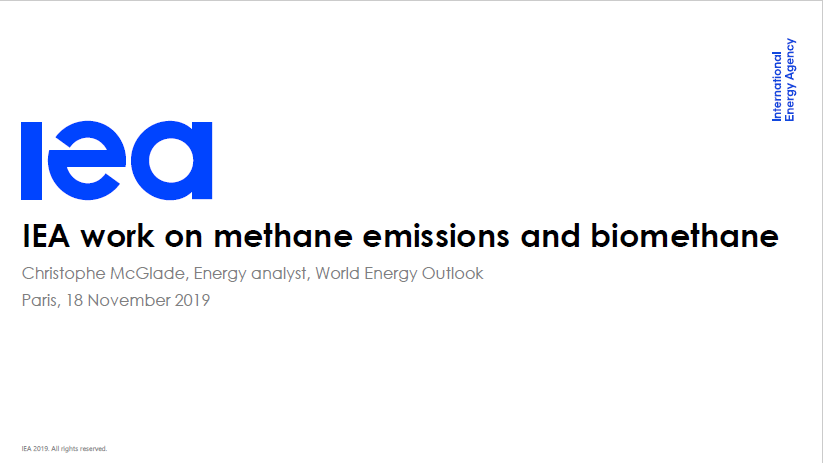 International
Energy Agency
iea
IEA work on methane emissions and biomethane
Christophe McGlade, Energy analyst, World Energy Outlook
Paris, 18 November 2019
IEA 2019. All rights reserved.